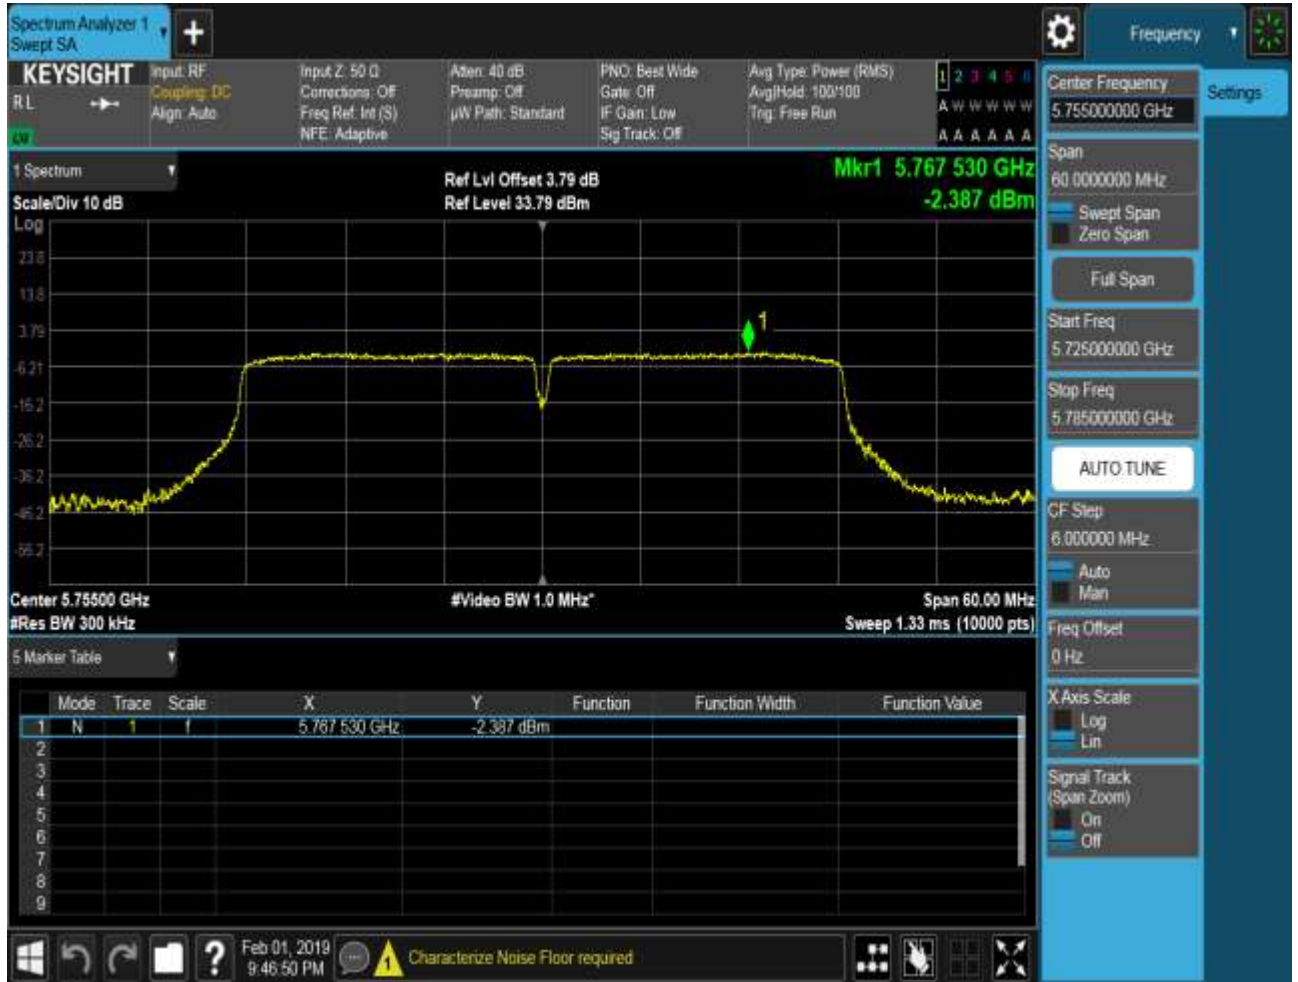 Spectrum Analyzer 1
Swept SA
+
Frequency
KEYSIGHT
RL
Input: RF
Coupling: DC
Align: Auto
Input Z: 50 Ω
Corrections: Off
Freq Ref: Int (S)
NFE: Adaptive
Atten: 40 dB
Preamp: Off
µW Path: Standard
PNO: Best Wide
Gate: Off
IF Gain: Low
Sig Track: Off
Avg Type: Power (RMS)
Avg|Hold: 100/100
Trig: Free Run
1 2 3 4 5 6
A W W W W W
A A A A A A
1 Spectrum
Scale/Div 10 dB
Ref Lvl Offset 3.79 dB
Ref Level 33.79 dBm
Mkr1 5.767 530 GHz
-2.387 dBm
Log
23.8
13.8
3.79
-6.21
-16.2
-26.2
-36.2
-46.2
-56.2
1
Center 5.75500 GHz
#Res BW 300 kHz
#Video BW 1.0 MHz*
Span 60.00 MHz
Sweep 1.33 ms (10000 pts)
5 Marker Table
Mode Trace Scale X Y Function Function Width Function Value
1 N 1 f 5.767 530 GHz -2.387 dBm
2
3
4
5
6
7
8
9
Feb 01, 2019
9:46:50 PM
?
1
Characterize Noise Floor required
Settings
Center Frequency
5.755000000 GHz
Span
60.0000000 MHz
Swept Span
Zero Span
Full Span
Start Freq
5.725000000 GHz
Stop Freq
5.785000000 GHz
AUTO TUNE
CF Step
6.000000 MHz
Auto
Man
Freq Offset
0 Hz
X Axis Scale
Log
Lin
Signal Track
(Span Zoom)
On
Off